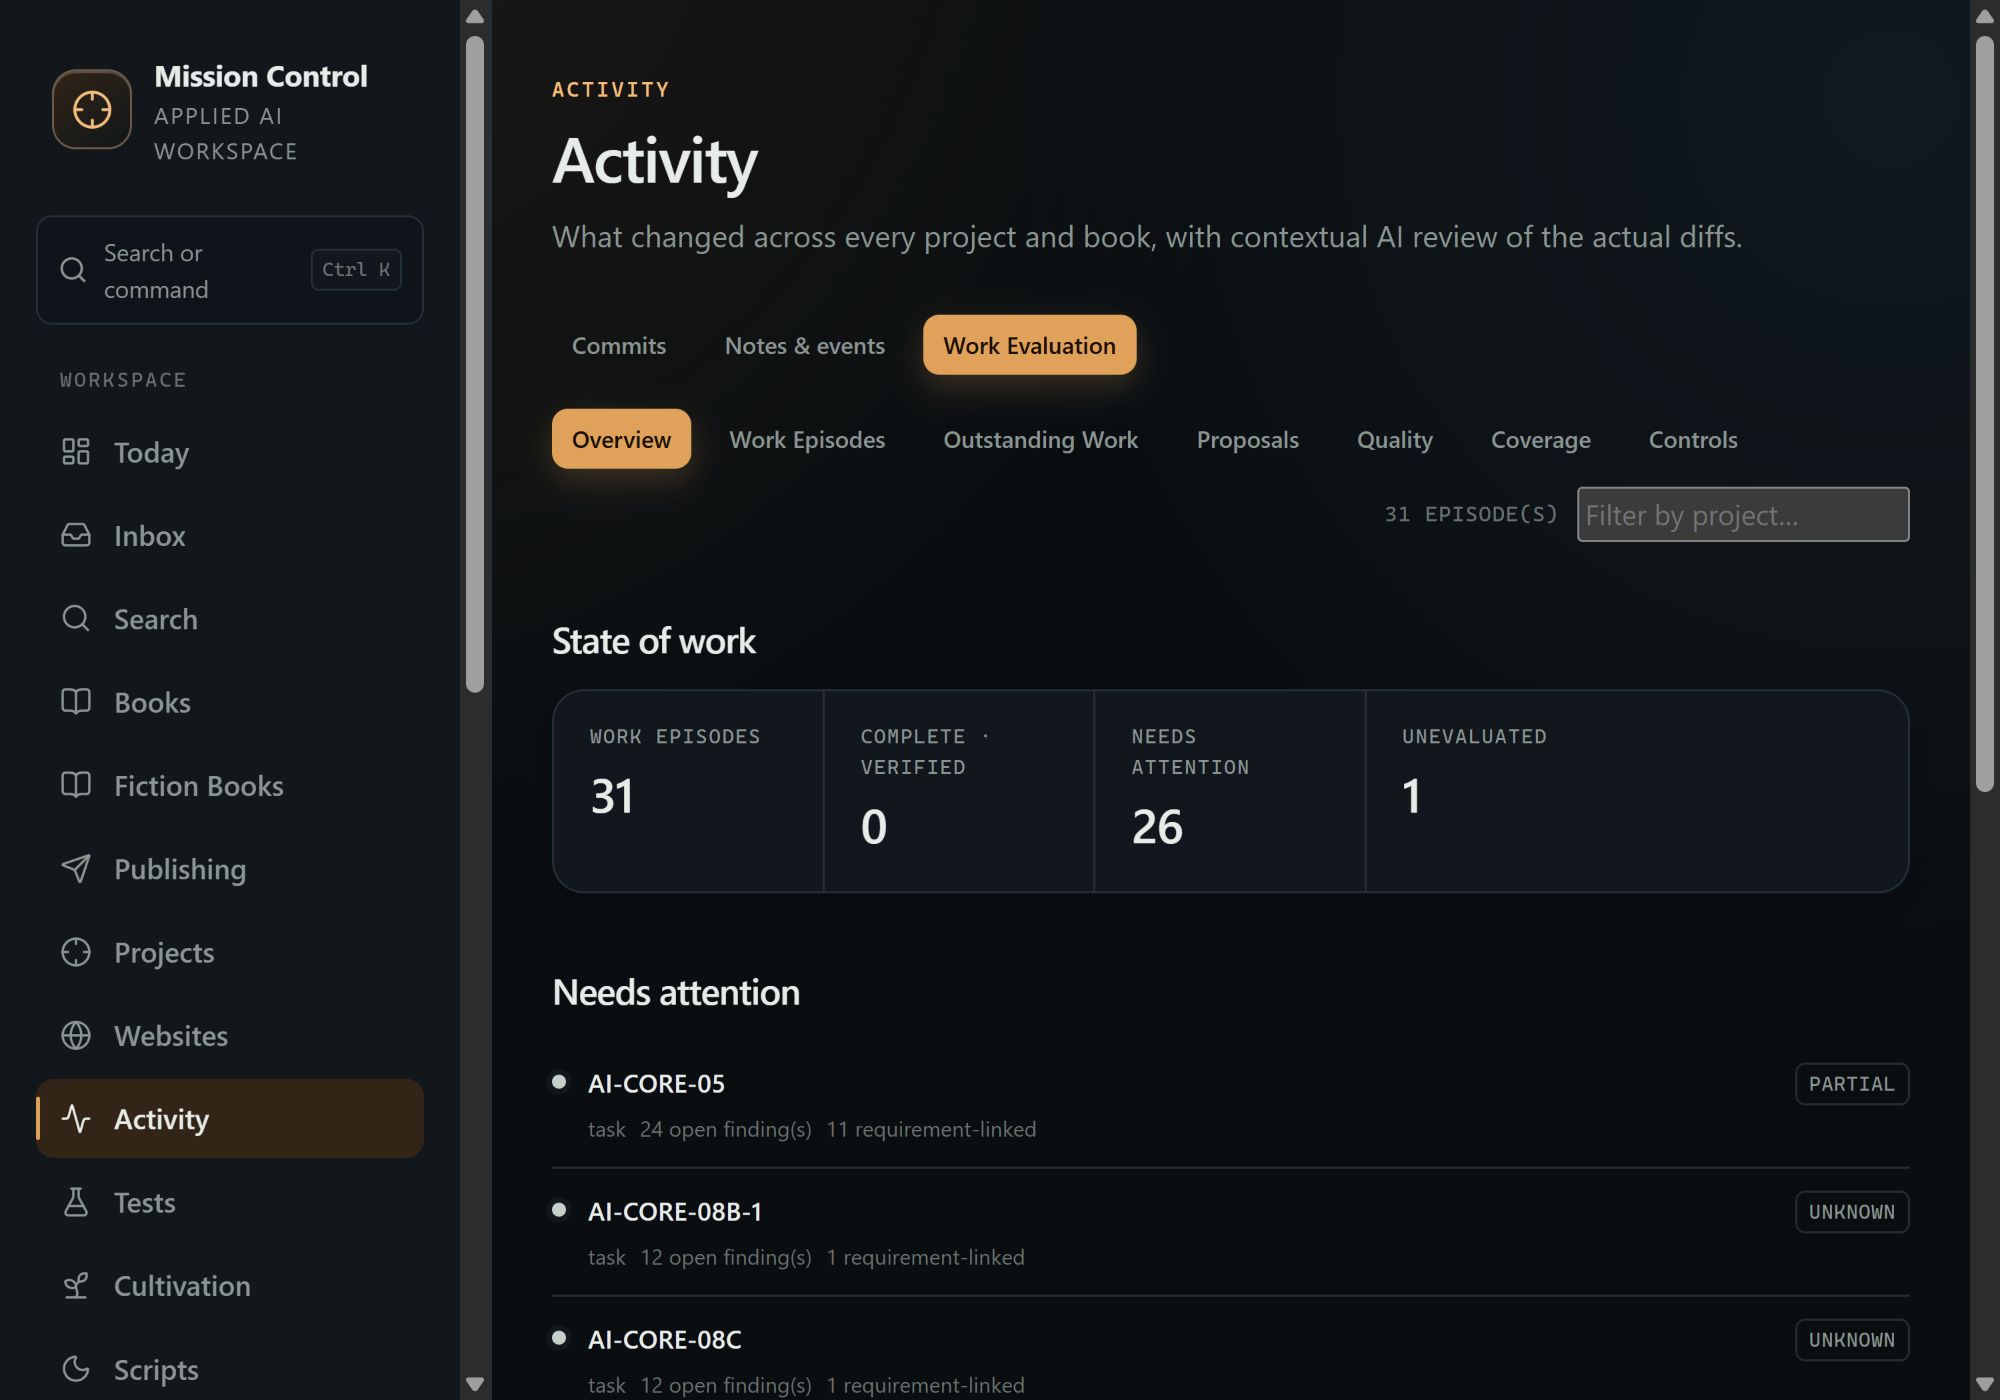 Mission Control
APPLIED AI
WORKSPACE
Search or
command
Ctrl K
WORKSPACE
Today
Inbox
Search
Books
Fiction Books
Publishing
Projects
Websites
Activity
Tests
Cultivation
Scripts
ACTIVITY
Activity
What changed across every project and book, with contextual AI review of the actual diffs.
Commits Notes & events Work Evaluation
Overview Work Episodes Outstanding Work Proposals Quality Coverage Controls
31 EPISODE(S) Filter by project...
State of work
WORK EPISODES
31
COMPLETE ·
VERIFIED
0
NEEDS
ATTENTION
26
UNEVALUATED
1
Needs attention
AI-CORE-05 PARTIAL
task 24 open finding(s) 11 requirement-linked
AI-CORE-08B-1 UNKNOWN
task 12 open finding(s) 1 requirement-linked
AI-CORE-08C UNKNOWN
task 12 open finding(s) 1 requirement-linked